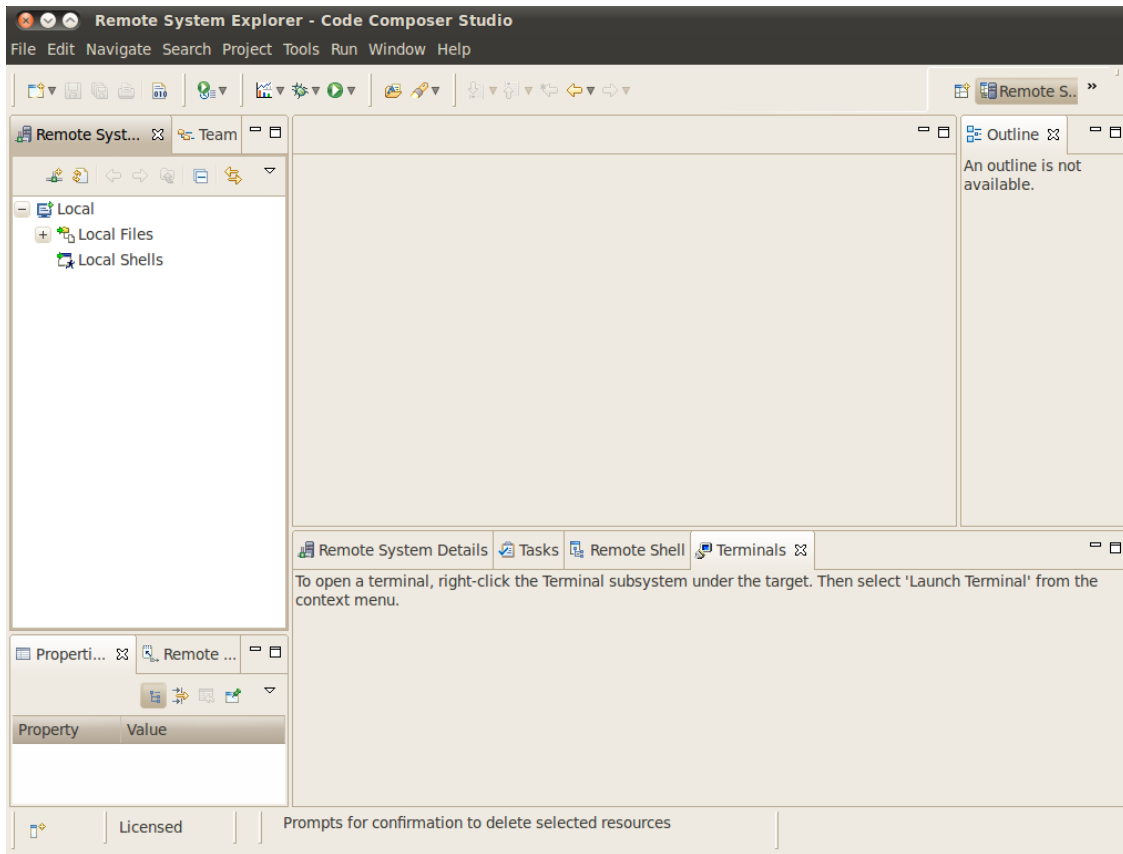 Remote System Explorer - Code Composer Studio
File Edit Navigate Search Project Tools Run Window Help
Remote S..
Remote Syst... Team
Outline
An outline is not
available.
Local
Local Files
Local Shells
Remote System Details Tasks Remote Shell Terminals
To open a terminal, right-click the Terminal subsystem under the target. Then select 'Launch Terminal' from the
context menu.
Properti... Remote ...
Property Value
Licensed Prompts for confirmation to delete selected resources